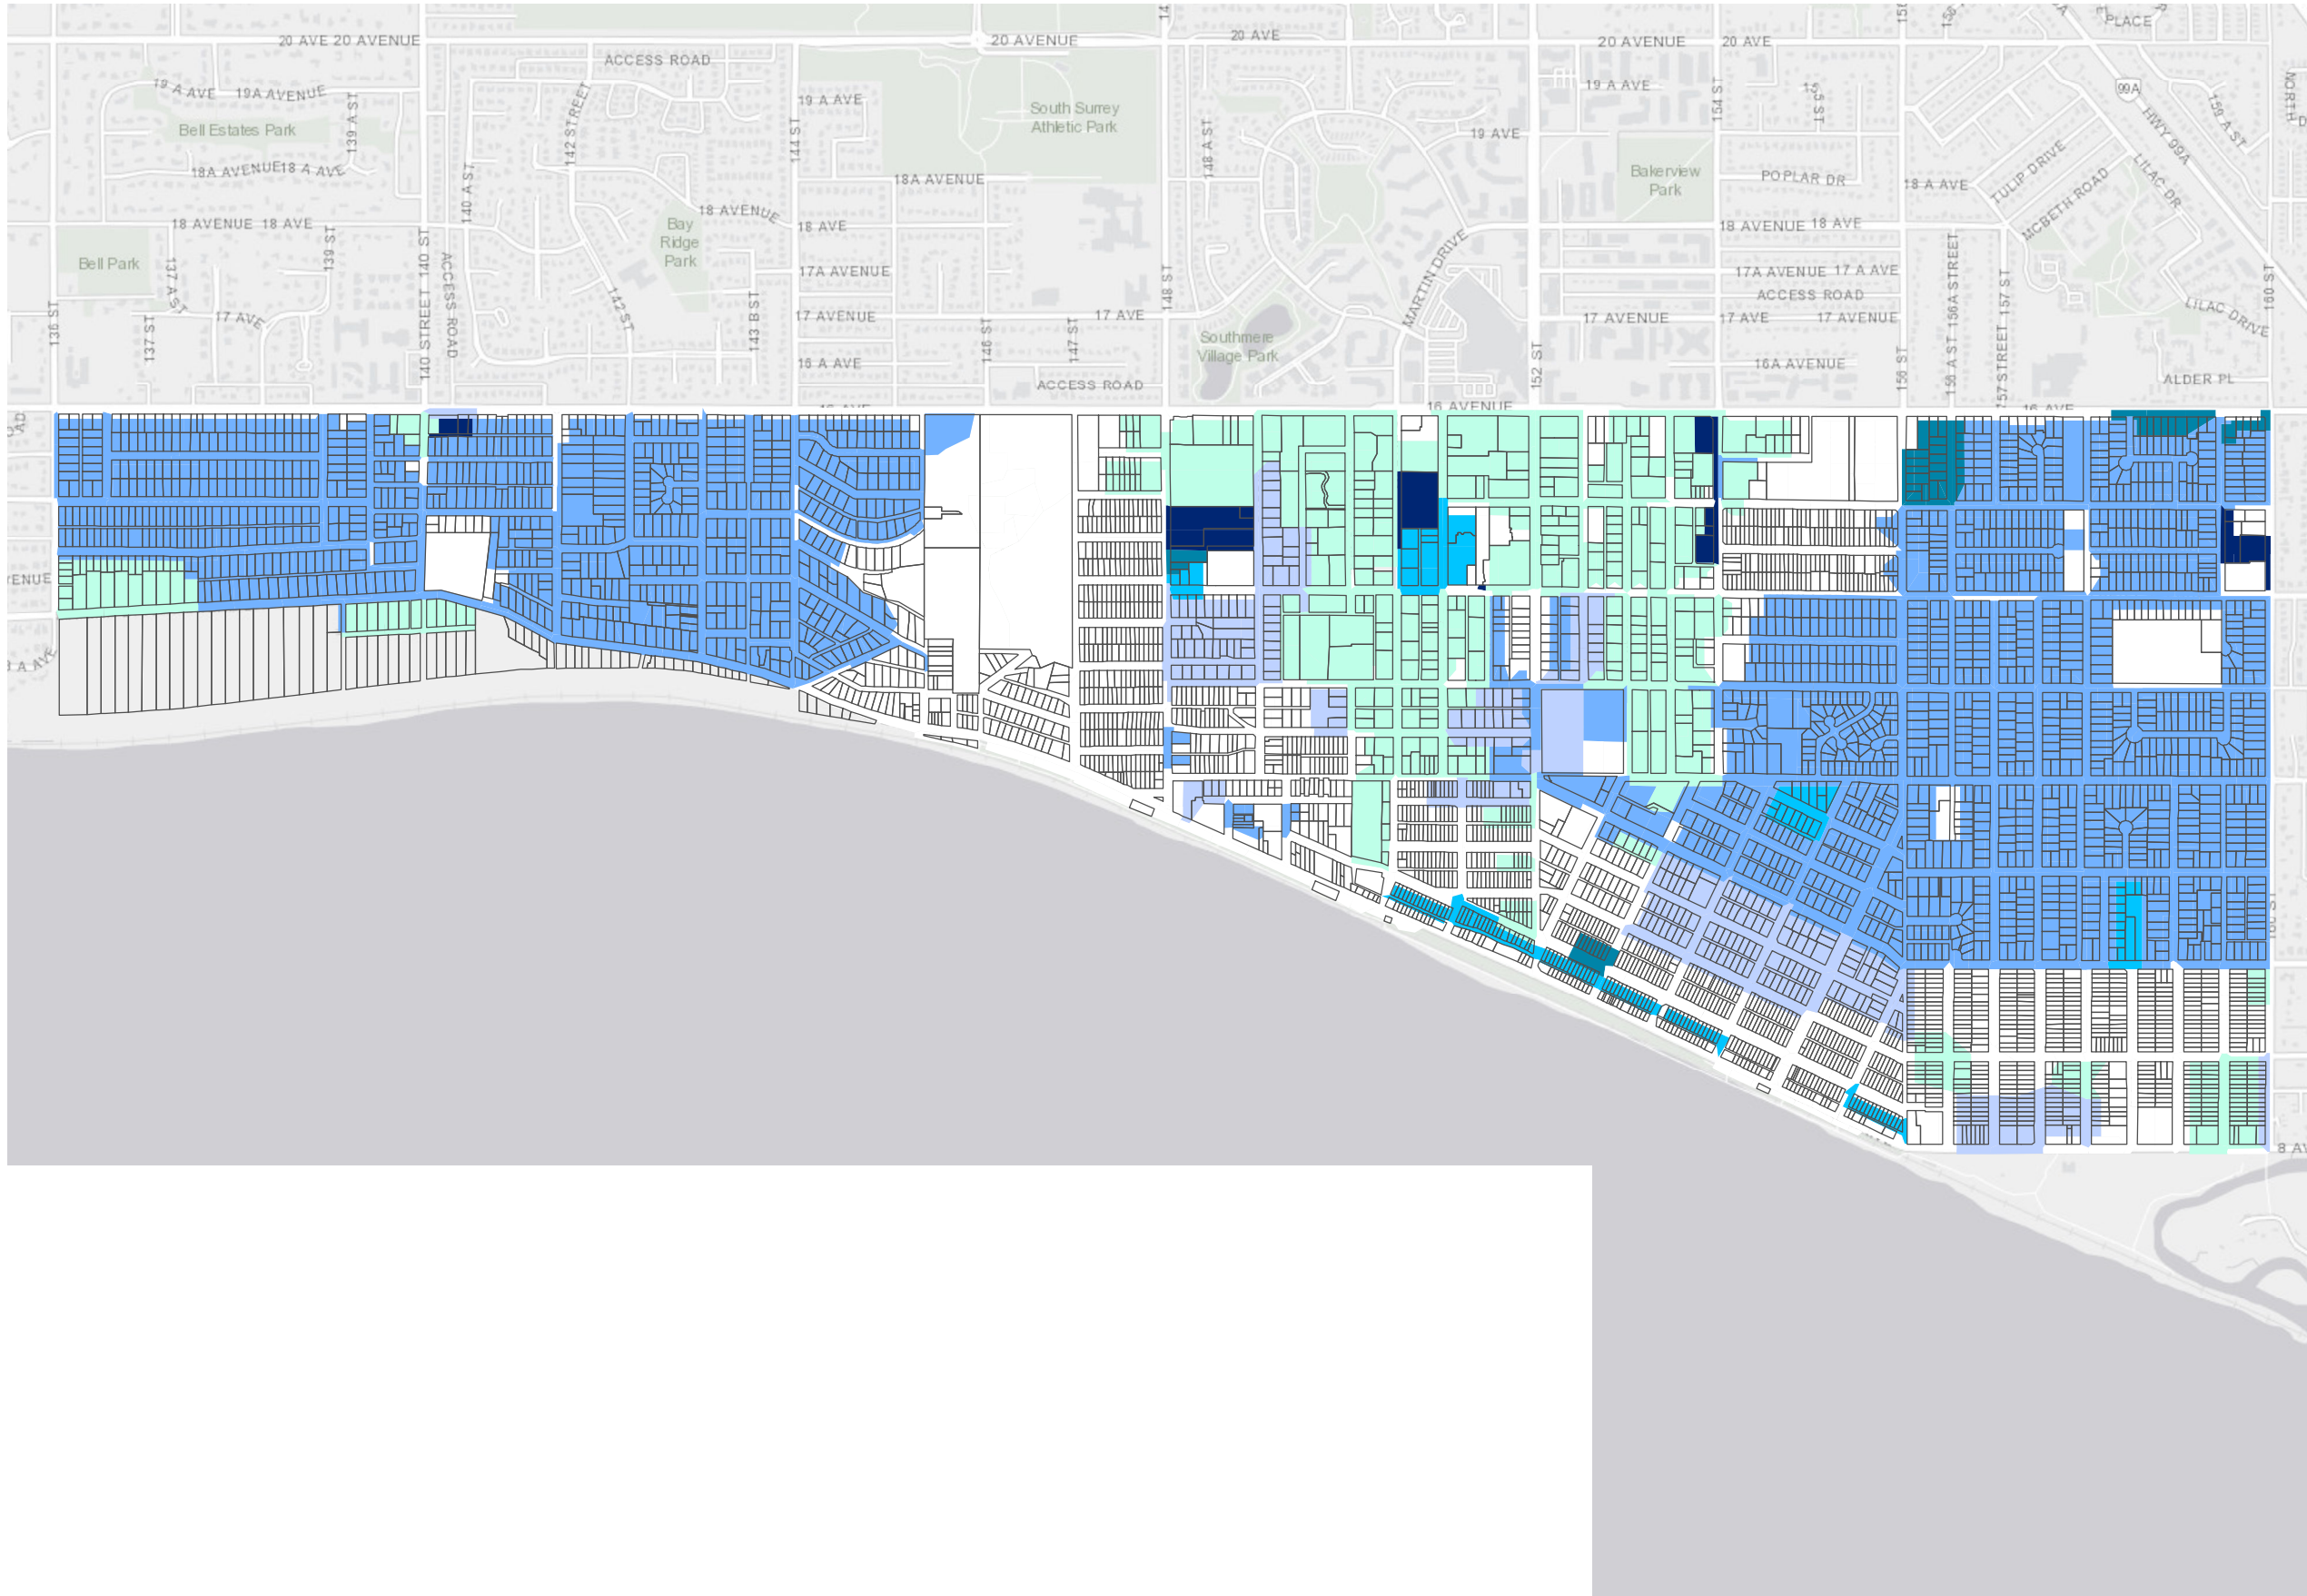 20 AVE 20 AVENUE
20 AVENUE
20 AVE
20 AVENUE
20 AVE
PLACE
ACCESS ROAD
19 A AVE
19A AVENUE
139 A ST
142 STREET
144 ST
19 A AVE
South Surrey
Athletic Park
148 A ST
19 AVE
19 A AVE
154 ST
99A
HWY 99A
159 A ST
NORTH
Bell Estates Park
18A AVENUE
18 A AVE
140 A ST
18A AVENUE
Bakerview
Park
POPLAR DR
18 A AVE
TULIP DRIVE
MCBETH ROAD
LILAC DR
18 AVENUE
18 AVE
139 ST
140 STREET 140 ST
ACCESS ROAD
Bay
Ridge
Park
18 AVENUE
18 AVE
MARTIN DRIVE
18 AVENUE
18 AVE
156A STREET
157 ST
Bell Park
137 A ST
17A AVENUE
148 ST
17A AVENUE
17 A AVE
ACCESS ROAD
160 ST
136 ST
137 ST
17 AVE
142 ST
143 B ST
17 AVENUE
146 ST
147 ST
17 AVE
Southmere
Village Park
152 ST
17 AVENUE
17 AVE
17 AVENUE
156 ST
156 A ST
157 STREET
LILAC DRIVE
16 A AVE
ACCESS ROAD
16A AVENUE
ALDER PL
16 AVE
16 AVENUE
16 AVE
8 AV